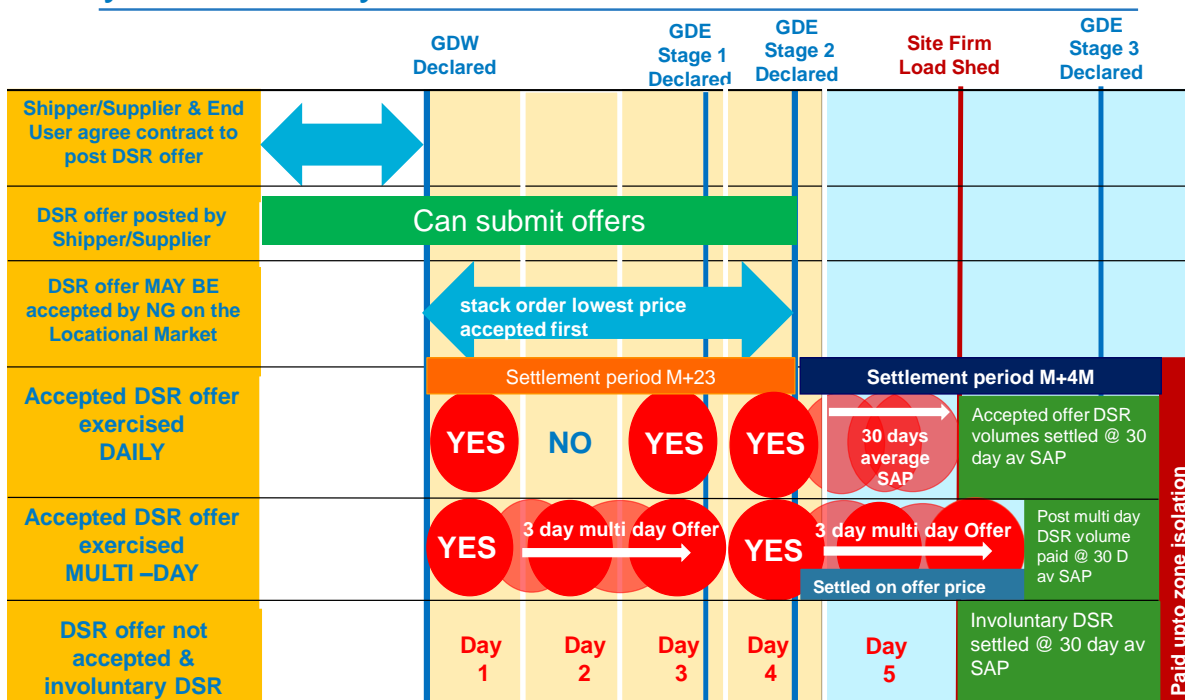 GDW
Declared
GDE
Stage 1
Declared
GDE
Stage 2
Declared
Site Firm
Load Shed
GDE
Stage 3
Declared
Shipper/Supplier & End
User agree contract to
post DSR offer
DSR offer posted by
Shipper/Supplier
Can submit offers
DSR offer MAY BE
accepted by NG on the
Locational Market
stack order lowest price
accepted first
Settlement period M+23
Settlement period M+4M
Accepted DSR offer
exercised
DAILY
YES
NO
YES
YES
30 days
average
SAP
Accepted offer DSR
volumes settled @ 30
day av SAP
Accepted DSR offer
exercised
MULTI –DAY
YES
3 day multi day Offer
YES
3 day multi day Offer
Settled on offer price
Post multi day
DSR volume
paid @ 30 D
av SAP
DSR offer not
accepted &
involuntary DSR
Day
1
Day
2
Day
3
Day
4
Day
5
Involuntary DSR
settled @ 30 day av
SAP
Paid upto zone isolation